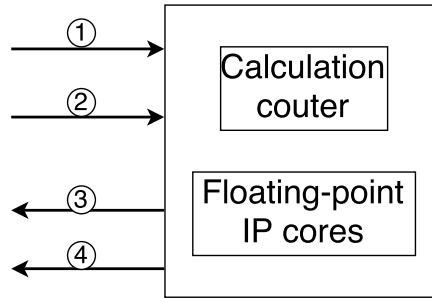 ①
Calculation
couter
②
③
Floating-point
IP cores
④